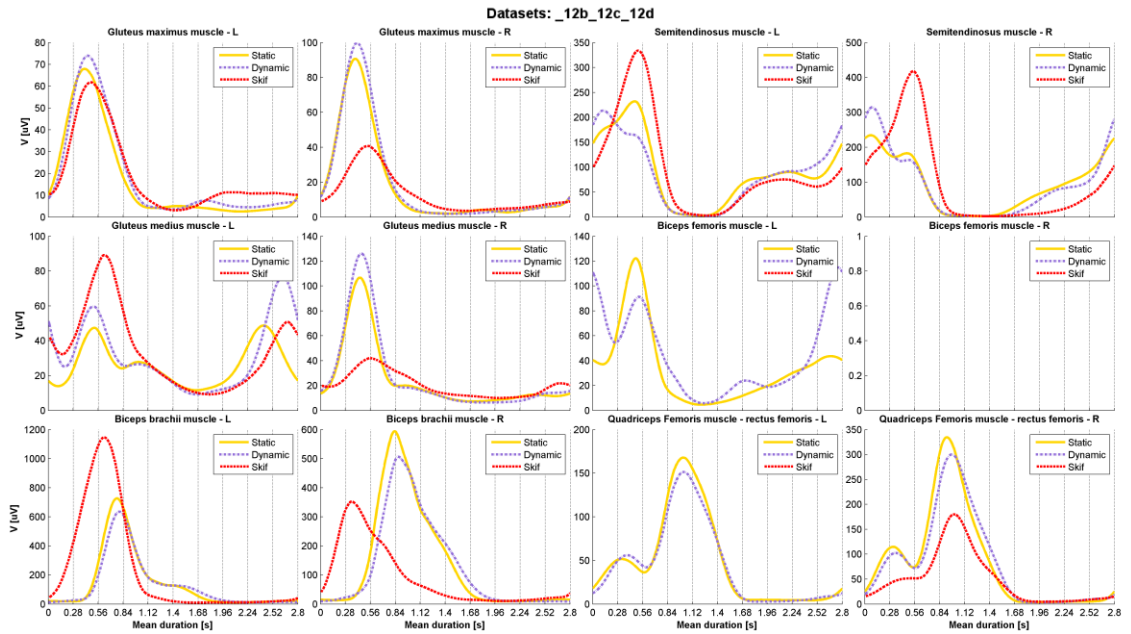 Datasets: _12b_12c_12d
Gluteus maximus muscle - L
80
70
60
50
40
30
20
10
0
V [uV]
Static
Dynamic
Skif
Gluteus maximus muscle - R
100
80
60
40
20
0
Static
Dynamic
Skif
Semitendinosus muscle - L
350
300
250
200
150
100
50
0
Static
Dynamic
Skif
Semitendinosus muscle - R
500
400
300
200
100
0
Static
Dynamic
Skif
Gluteus medius muscle - L
100
80
60
40
20
0
V [uV]
Static
Dynamic
Skif
Gluteus medius muscle - R
140
120
100
80
60
40
20
0
Static
Dynamic
Skif
Biceps femoris muscle - L
140
120
100
80
60
40
20
0
Static
Dynamic
Biceps femoris muscle - R
1
0.8
0.6
0.4
0.2
0
Biceps brachii muscle - L
1200
1000
800
600
400
200
0
V [uV]
Static
Dynamic
Skif
0 0.28 0.56 0.84 1.12 1.4 1.68 1.96 2.24 2.52 2.8
Mean duration [s]
Biceps brachii muscle - R
600
500
400
300
200
100
0
Static
Dynamic
Skif
0.28 0.56 0.84 1.12 1.4 1.68 1.96 2.24 2.52 2.8
Mean duration [s]
Quadriceps Femoris muscle - rectus femoris - L
200
150
100
50
0
Static
Dynamic
0 0.28 0.56 0.84 1.12 1.4 1.68 1.96 2.24 2.52 2.8
Mean duration [s]
Quadriceps Femoris muscle - rectus femoris - R
350
300
250
200
150
100
50
0
Static
Dynamic
Skif
0 0.28 0.56 0.84 1.12 1.4 1.68 1.96 2.24 2.52 2.8
Mean duration [s]